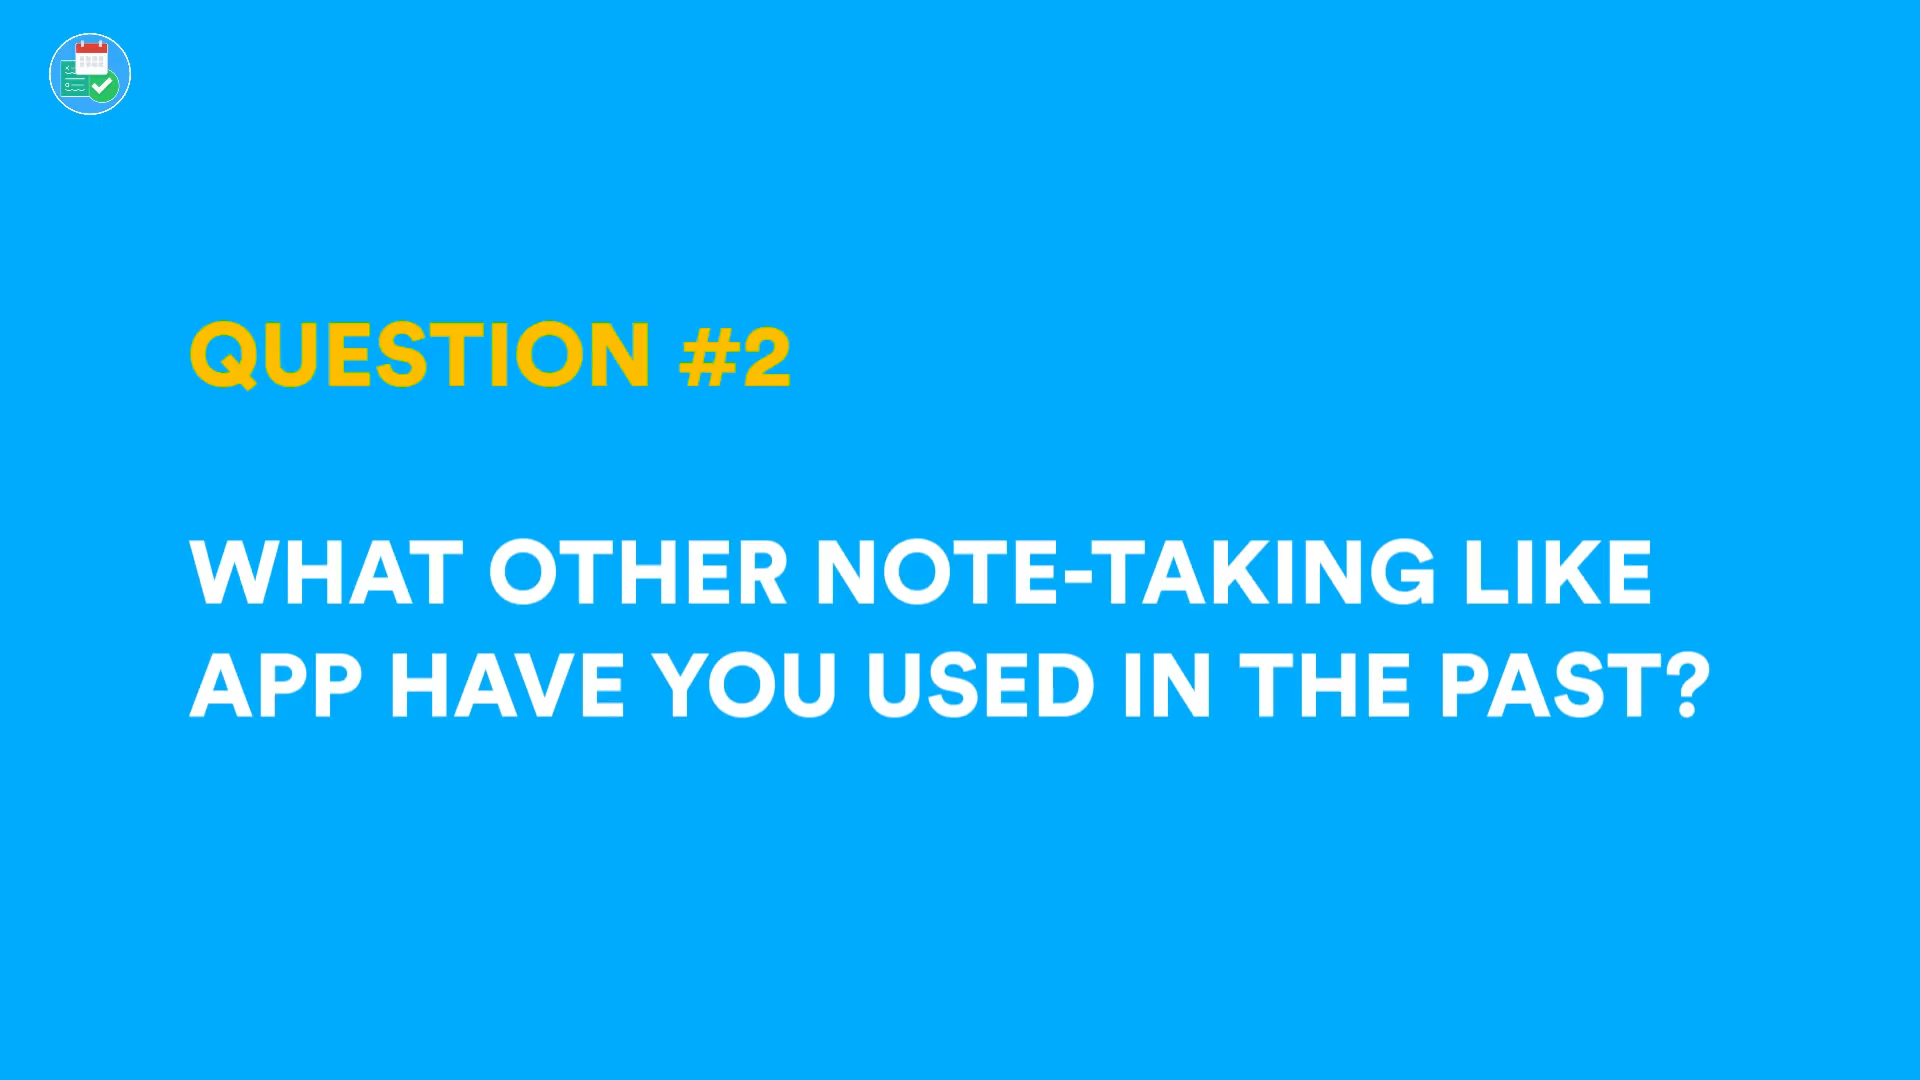 QUESTION #2
WHAT OTHER NOTE-TAKING LIKE
APP HAVE YOU USED IN THE PAST?